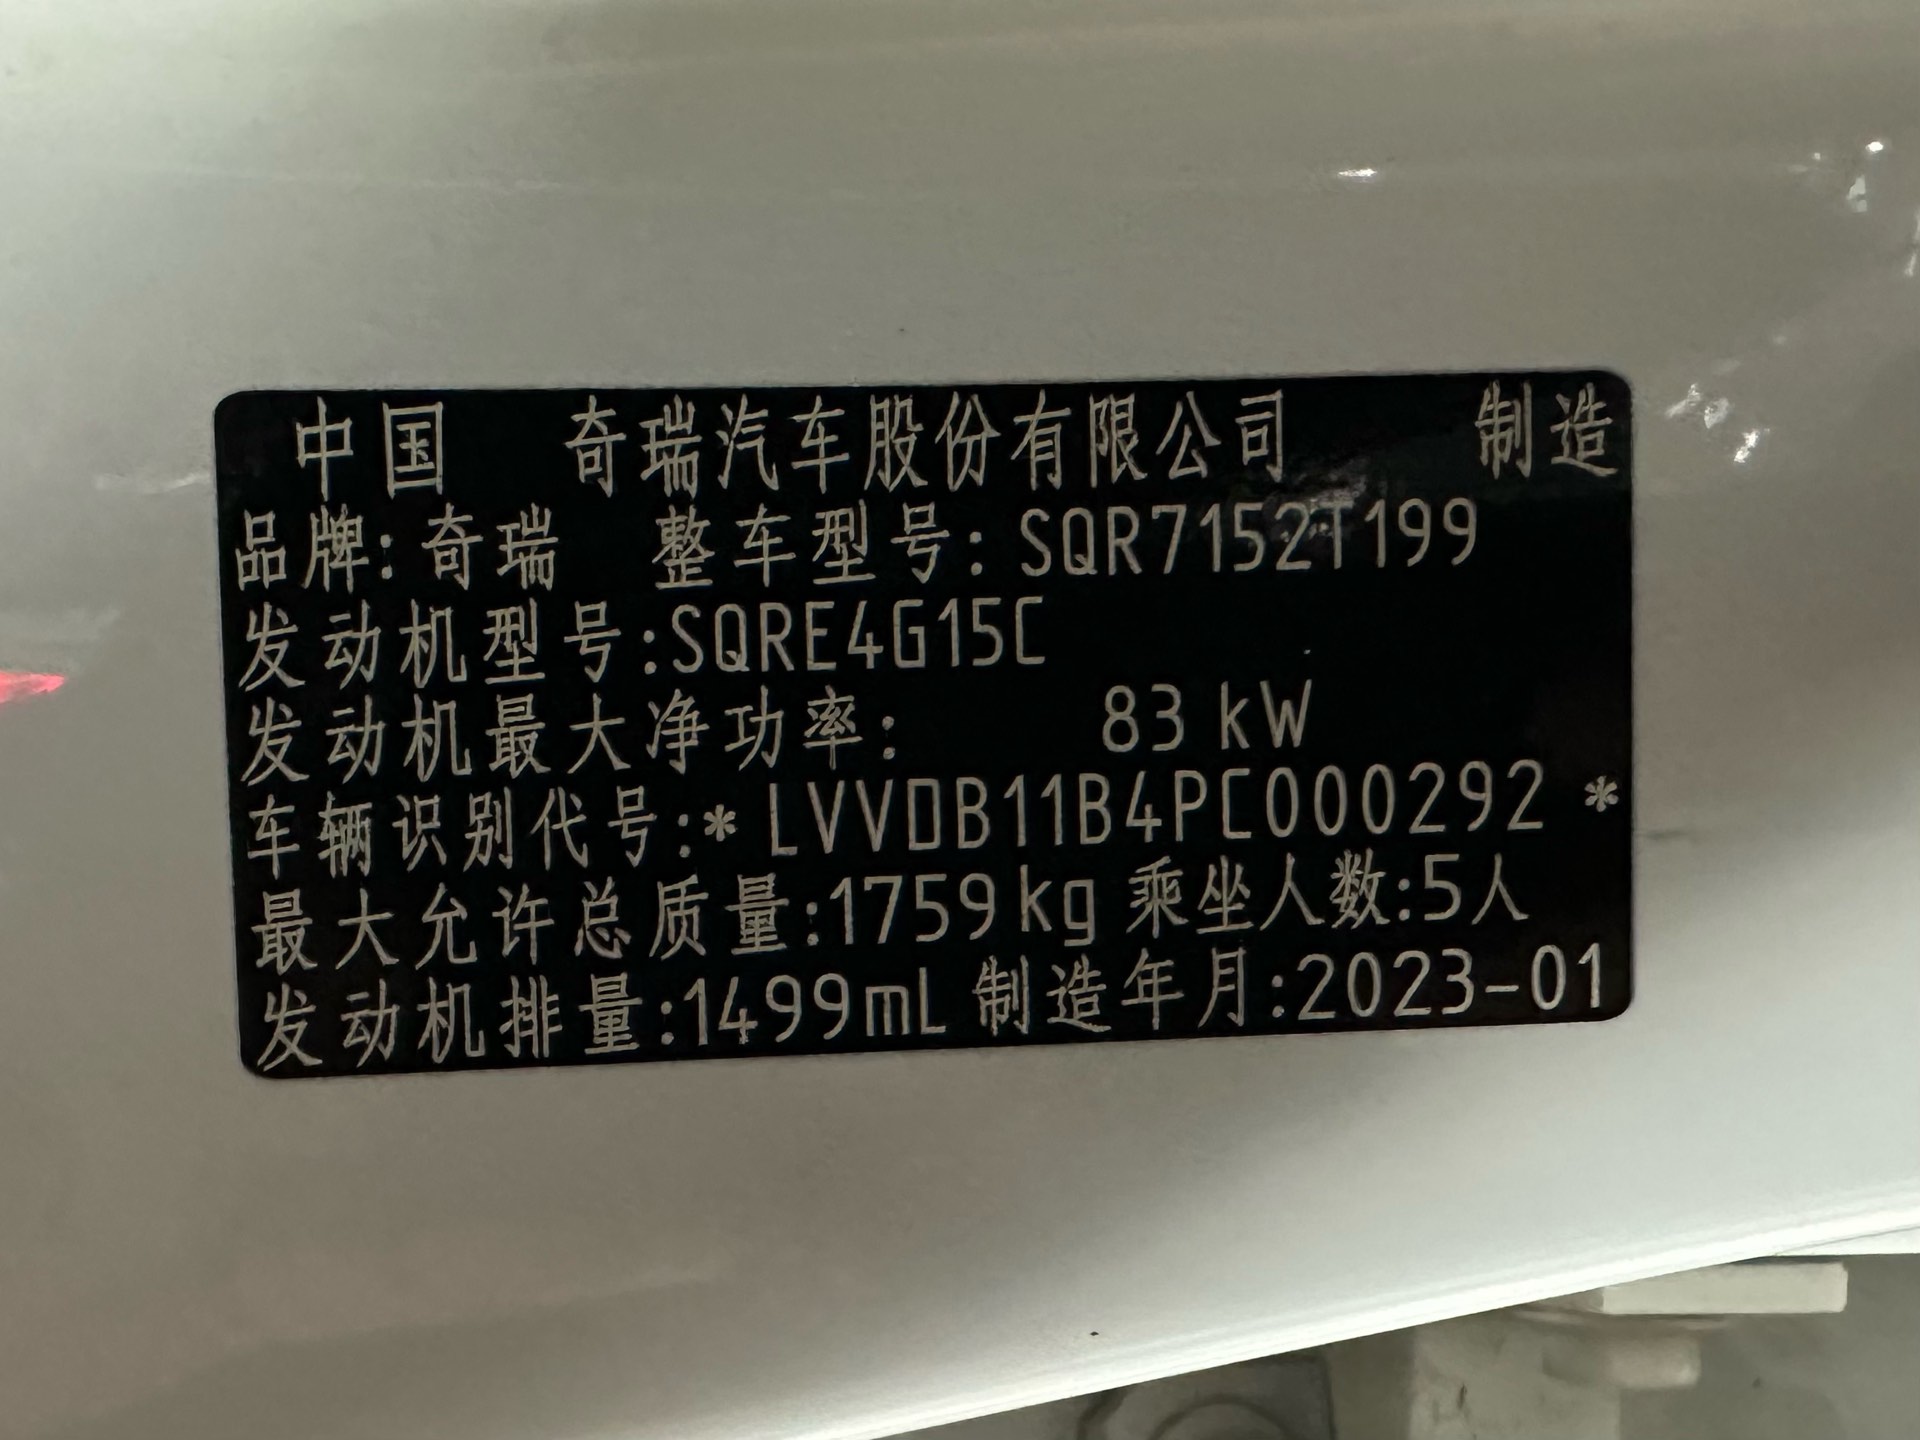 中国 奇瑞汽车股份有限公司 制造
品牌:奇瑞 整车型号:SQR7152T199
发动机型号:SQRE4G15C
发动机最大净功率: 83 kW
车辆识别代号:* LVVDB11B4PC000292 *
最大允许总质量:1759kg 乘坐人数:5人
发动机排量:1499mL 制造年月:2023-01